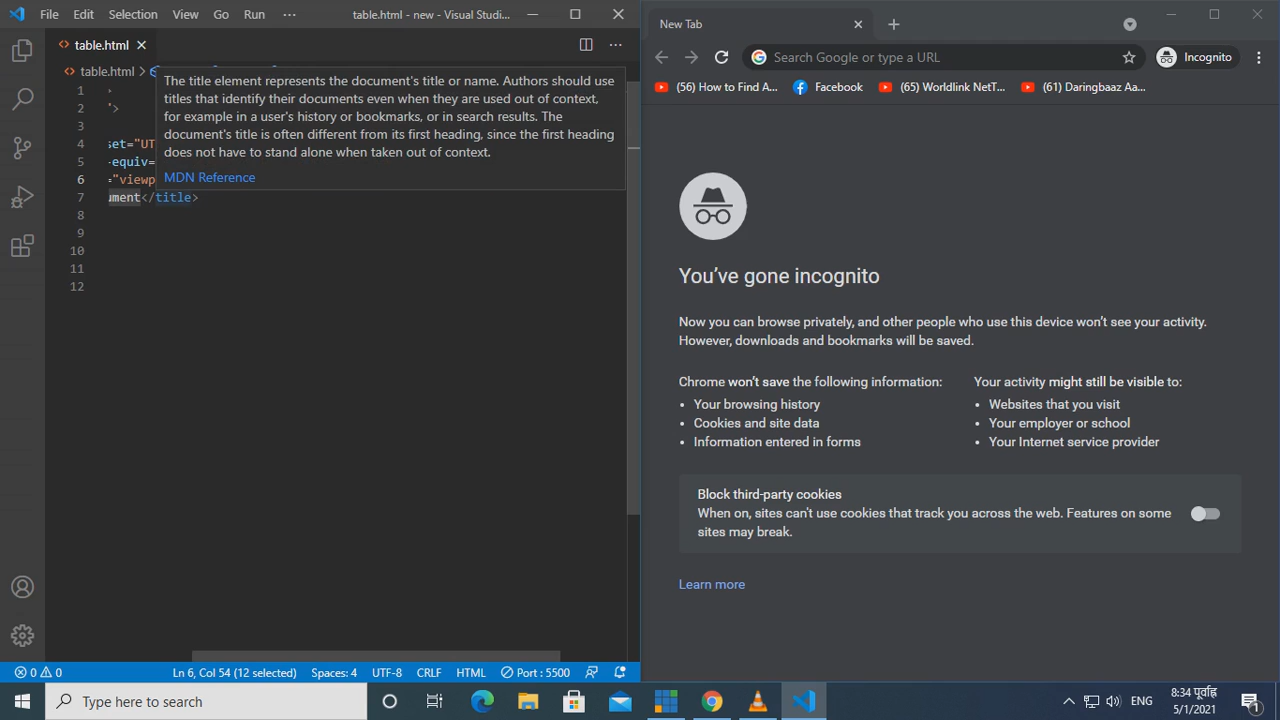 File Edit Selection View Go Run ··· table.html - new - Visual Studi...
table.html
table.html
The title element represents the document's title or name. Authors should use
titles that identify their documents even when they are used out of context,
for example in a user's history or bookmarks, or in search results. The
document's title is often different from its first heading, since the first heading
does not have to stand alone when taken out of context.
MDN Reference
1
2 ">
3
4 set="UT
5 -equiv=
6 ="viewp
7 ument</title>
8
9
10
11
12
0 0 Ln 6, Col 54 (12 selected) Spaces: 4 UTF-8 CRLF HTML Port : 5500
New Tab
Search Google or type a URL
Incognito
(56) How to Find A... Facebook (65) Worldlink NetT... (61) Daringbaaz Aa...
You've gone incognito
Now you can browse privately, and other people who use this device won't see your activity.
However, downloads and bookmarks will be saved.
Chrome won't save the following information:
• Your browsing history
• Cookies and site data
• Information entered in forms
Your activity might still be visible to:
• Websites that you visit
• Your employer or school
• Your Internet service provider
Block third-party cookies
When on, sites can't use cookies that track you across the web. Features on some
sites may break.
Learn more
Type here to search
ENG
8:34 पूर्वाह्न
5/1/2021
1